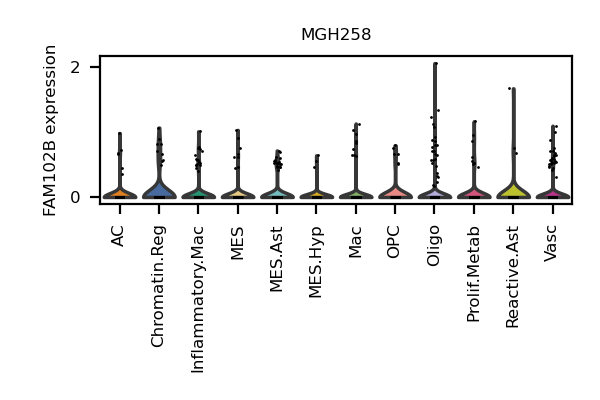 MGH258
FAM102B expression
2
0
AC
Chromatin.Reg
Inflammatory.Mac
MES
MES.Ast
MES.Hyp
Mac
OPC
Oligo
Prolif.Metab
Reactive.Ast
Vasc